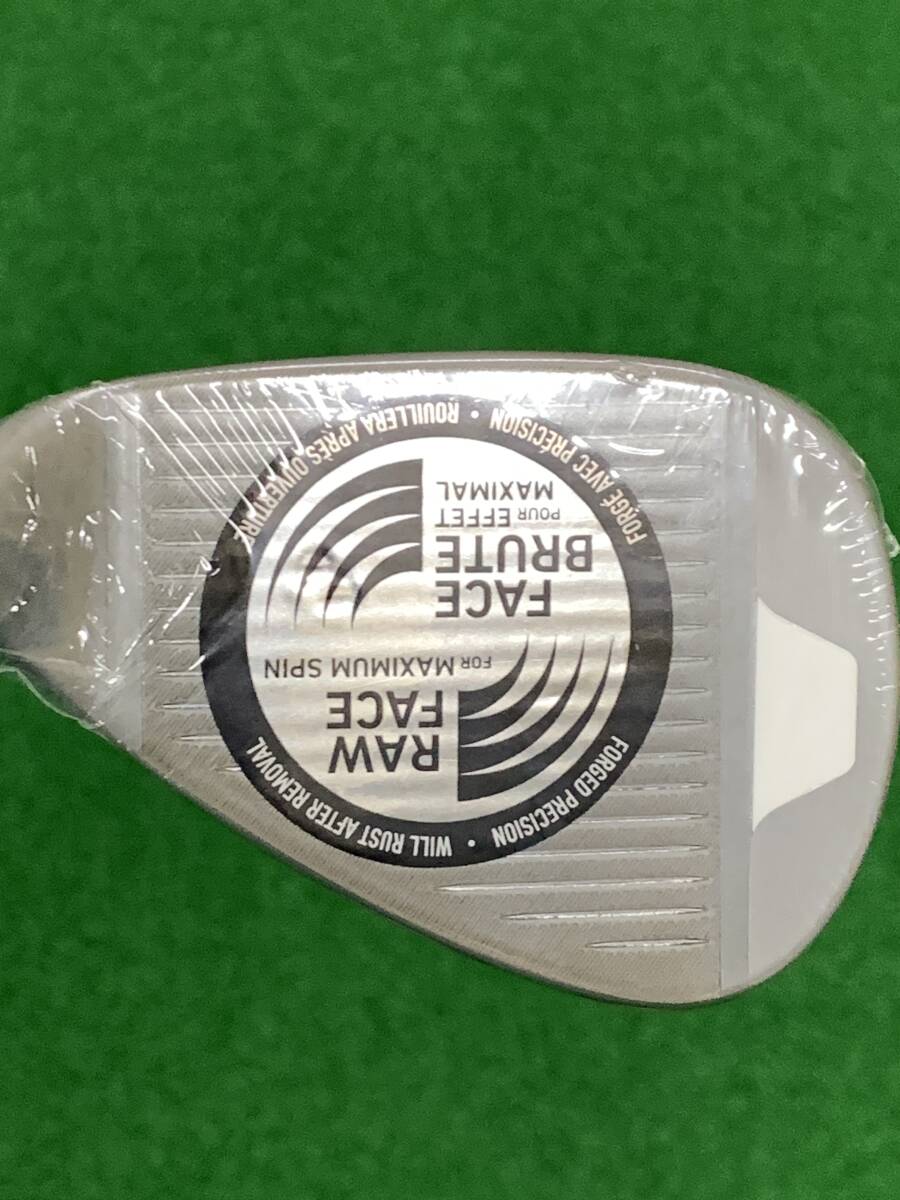 FORGED PRECISION • WILL RUST AFTER REMOVAL
RAW
FACE
FOR MAXIMUM SPIN
FACE
BRUTE
POUR EFFET
MAXIMAL
FORGÉ AVEC PRÉCISION • ROUILLERA APRÈS OUVERTURE